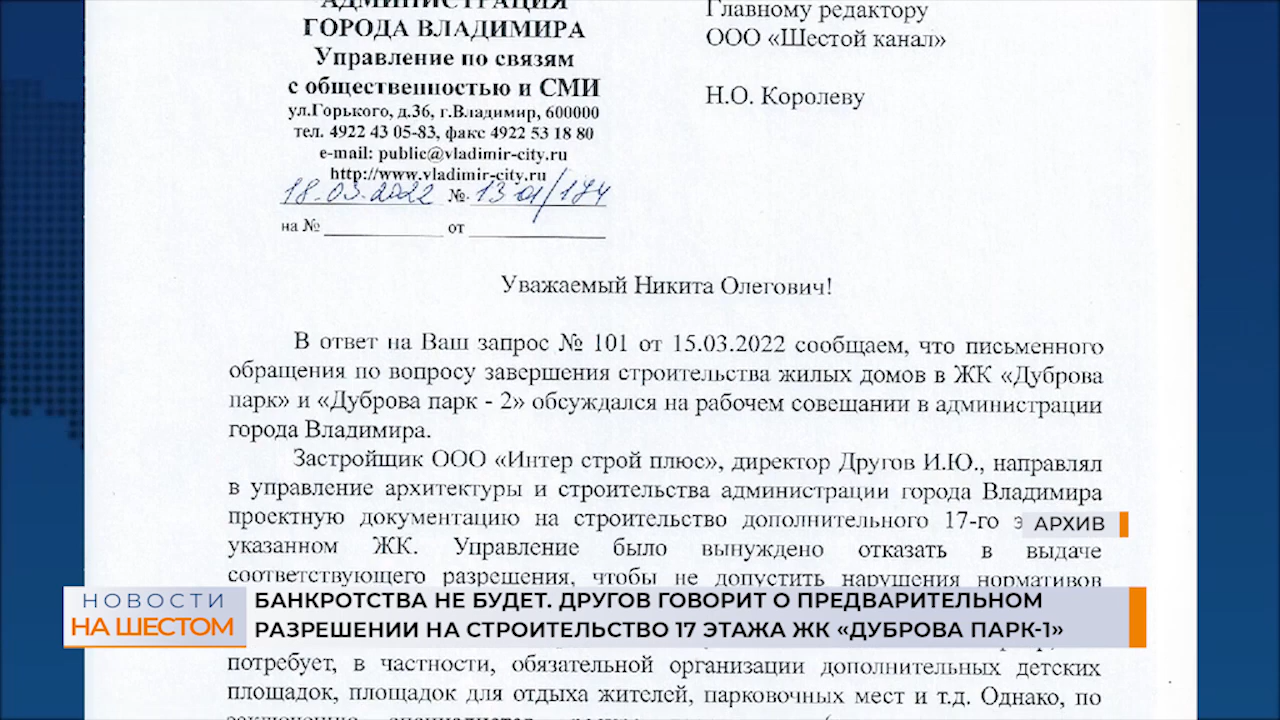 АДМИНИСТРАЦИЯ
ГОРОДА ВЛАДИМИРА
Управление по связям
с общественностью и СМИ
ул.Горького, д.36, г.Владимир, 600000
тел. 4922 43 05-83, факс 4922 53 18 80
e-mail: public@vladimir-city.ru
http://www.vladimir-city.ru
18.03.2022 № 13 01/174
на № от
Главному редактору
ООО «Шестой канал»
Н.О. Королеву
Уважаемый Никита Олегович!
В ответ на Ваш запрос № 101 от 15.03.2022 сообщаем, что письменного
обращения по вопросу завершения строительства жилых домов в ЖК «Дуброва
парк» и «Дуброва парк - 2» обсуждался на рабочем совещании в администрации
города Владимира.
Застройщик ООО «Интер строй плюс», директор Другов И.Ю., направлял
в управление архитектуры и строительства администрации города Владимира
проектную документацию на строительство дополнительного 17-го
АРХИВ
указанном ЖК. Управление было вынуждено отказать в выдаче
соответствующего разрешения, чтобы не допустить нарушения нормативов
НОВОСТИ
НА ШЕСТОМ
БАНКРОТСТВА НЕ БУДЕТ. ДРУГОВ ГОВОРИТ О ПРЕДВАРИТЕЛЬНОМ
РАЗРЕШЕНИИ НА СТРОИТЕЛЬСТВО 17 ЭТАЖА ЖК «ДУБРОВА ПАРК-1»
потребует, в частности, обязательной организации дополнительных детских
площадок, площадок для отдыха жителей, парковочных мест и т.д. Однако, по